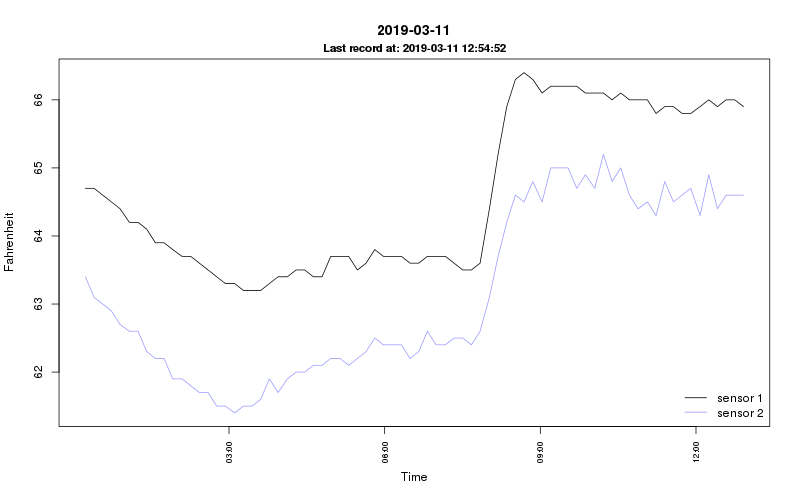 2019-03-11
Last record at: 2019-03-11 12:54:52
Fahrenheit
66
65
64
63
62
03:00
06:00
09:00
12:00
Time
sensor 1
sensor 2